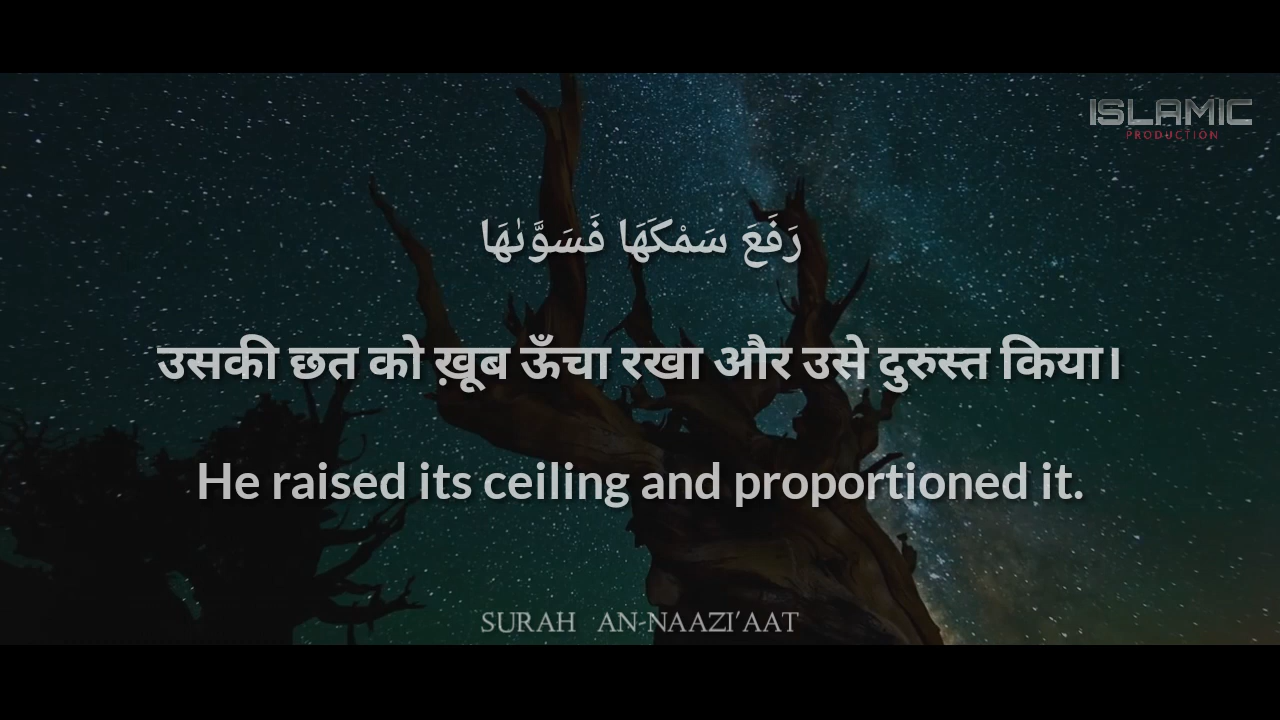 ISLAMIC
PRODUCTION
رَفَعَ سَمْكَهَا فَسَوَّىٰهَا
उसकी छत को ख़ूब ऊँचा रखा और उसे दुरुस्त किया।
He raised its ceiling and proportioned it.
SURAH AN-NAAZI'AAT